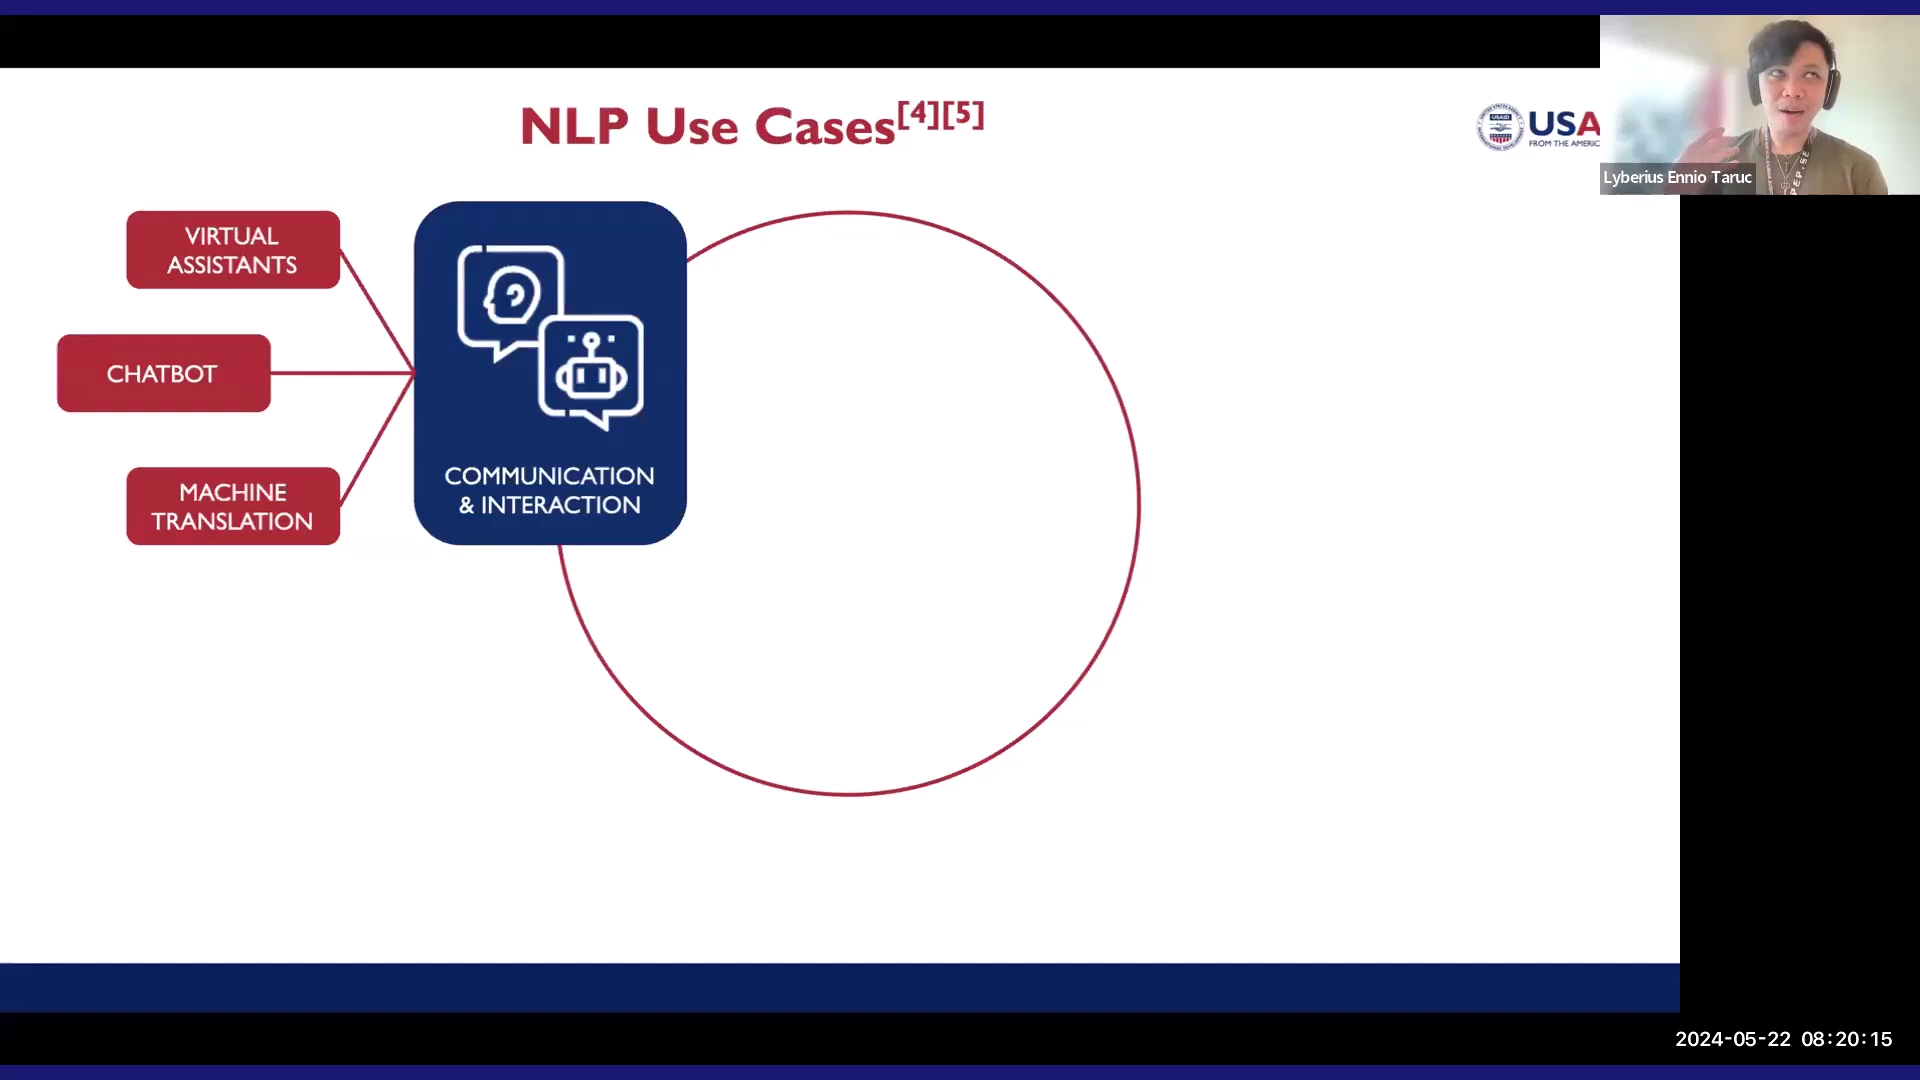 NLP Use Cases[4][5]
USAID
USA
FROM THE AMERIC
Lyberius Ennio Taruc
VIRTUAL
ASSISTANTS
CHATBOT
MACHINE
TRANSLATION
COMMUNICATION
& INTERACTION
2024-05-22 08:20:15